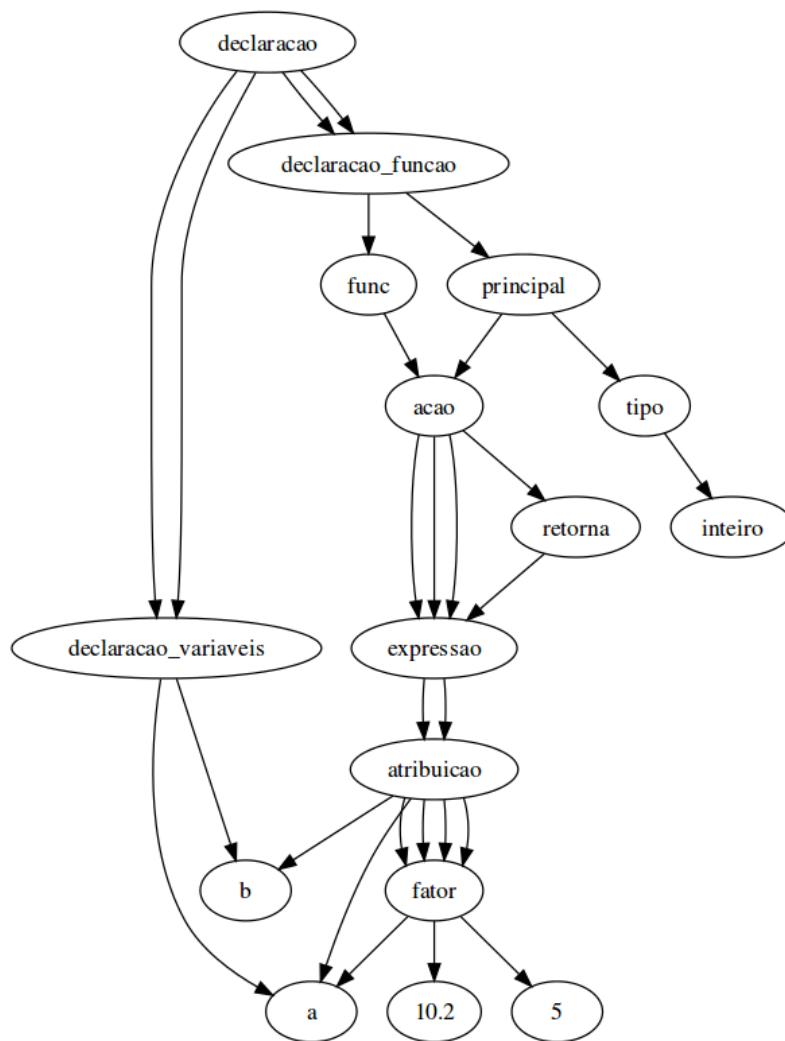 declaracao
declaracao_funcao
func
principal
acao
tipo
retorna
inteiro
declaracao_variaveis
expressao
atribuicao
b
fator
a
10.2
5